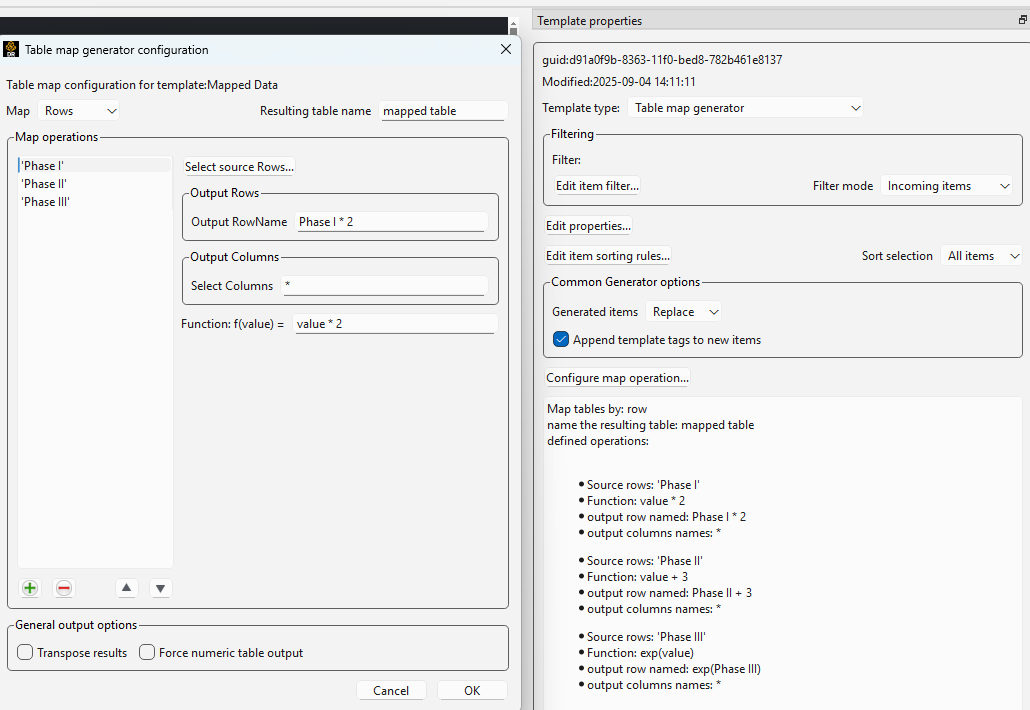 Table map generator configuration
Table map configuration for template:Mapped Data
Map Rows Resulting table name mapped table
Map operations
'Phase I'
'Phase II'
'Phase III'
Select source Rows...
Output Rows
Output RowName Phase I * 2
Output Columns
Select Columns *
Function: f(value) = value * 2
General output options
Transpose results Force numeric table output
Cancel OK
Template properties
guid:d91a0f9b-8363-11f0-bed8-782b461e8137
Modified:2025-09-04 14:11:11
Template type: Table map generator
Filtering
Filter:
Edit item filter... Filter mode Incoming items
Edit properties...
Edit item sorting rules... Sort selection All items
Common Generator options
Generated items Replace
Append template tags to new items
Configure map operation...
Map tables by: row
name the resulting table: mapped table
defined operations:
• Source rows: 'Phase I'
• Function: value * 2
• output row named: Phase I * 2
• output columns names: *
• Source rows: 'Phase II'
• Function: value + 3
• output row named: Phase II + 3
• output columns names: *
• Source rows: 'Phase III'
• Function: exp(value)
• output row named: exp(Phase III)
• output columns names: *